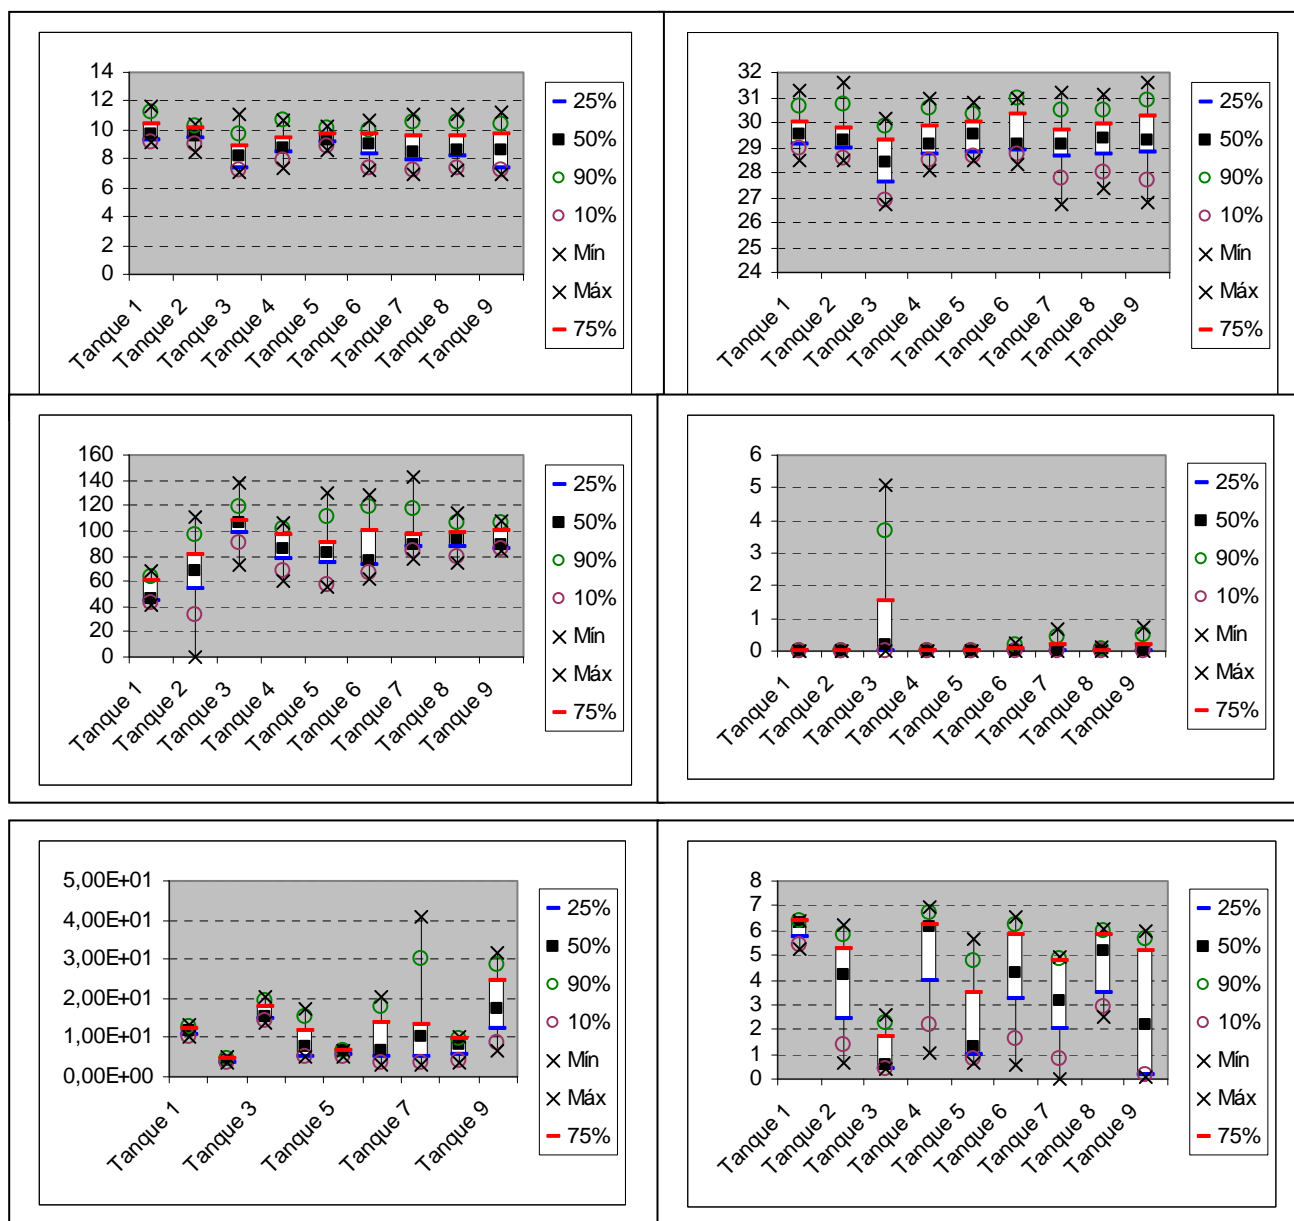 14
12
10
8
6
4
2
0
Tanque 1
Tanque 2
Tanque 3
Tanque 4
Tanque 5
Tanque 6
Tanque 7
Tanque 8
Tanque 9
25%
50%
90%
10%
Mín
Máx
75%
32
31
30
29
28
27
26
25
24
Tanque 1
Tanque 2
Tanque 3
Tanque 4
Tanque 5
Tanque 6
Tanque 7
Tanque 8
Tanque 9
25%
50%
90%
10%
Mín
Máx
75%
160
140
120
100
80
60
40
20
0
Tanque 1
Tanque 2
Tanque 3
Tanque 4
Tanque 5
Tanque 6
Tanque 7
Tanque 8
Tanque 9
25%
50%
90%
10%
Mín
Máx
75%
6
5
4
3
2
1
0
Tanque 1
Tanque 2
Tanque 3
Tanque 4
Tanque 5
Tanque 6
Tanque 7
Tanque 8
Tanque 9
25%
50%
90%
10%
Mín
Máx
75%
5,00E+01
4,00E+01
3,00E+01
2,00E+01
1,00E+01
0,00E+00
Tanque 1
Tanque 3
Tanque 5
Tanque 7
Tanque 9
25%
50%
90%
10%
Mín
Máx
75%
8
7
6
5
4
3
2
1
0
Tanque 1
Tanque 2
Tanque 3
Tanque 4
Tanque 5
Tanque 6
Tanque 7
Tanque 8
Tanque 9
25%
50%
90%
10%
Mín
Máx
75%